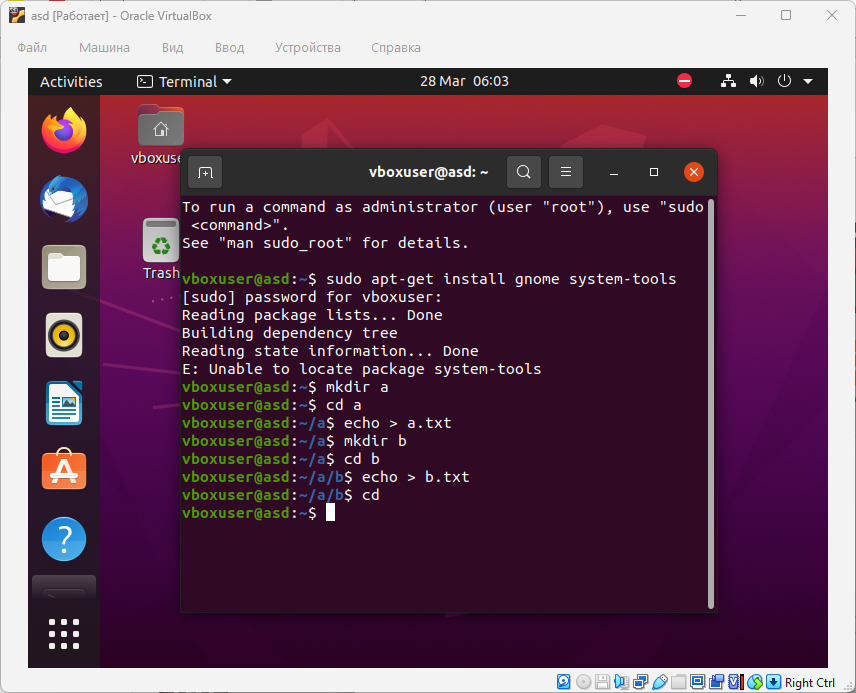 asd [Работает] - Oracle VirtualBox
Файл Машина Вид Ввод Устройства Справка
Activities Terminal 28 Mar 06:03
vboxuse
Trash
vboxuser@asd: ~
To run a command as administrator (user "root"), use "sudo
<command>".
See "man sudo_root" for details.
vboxuser@asd:~$ sudo apt-get install gnome system-tools
[sudo] password for vboxuser:
Reading package lists... Done
Building dependency tree
Reading state information... Done
E: Unable to locate package system-tools
vboxuser@asd:~$ mkdir a
vboxuser@asd:~$ cd a
vboxuser@asd:~/a$ echo > a.txt
vboxuser@asd:~/a$ mkdir b
vboxuser@asd:~/a$ cd b
vboxuser@asd:~/a/b$ echo > b.txt
vboxuser@asd:~/a/b$ cd
vboxuser@asd:~$
Right Ctrl